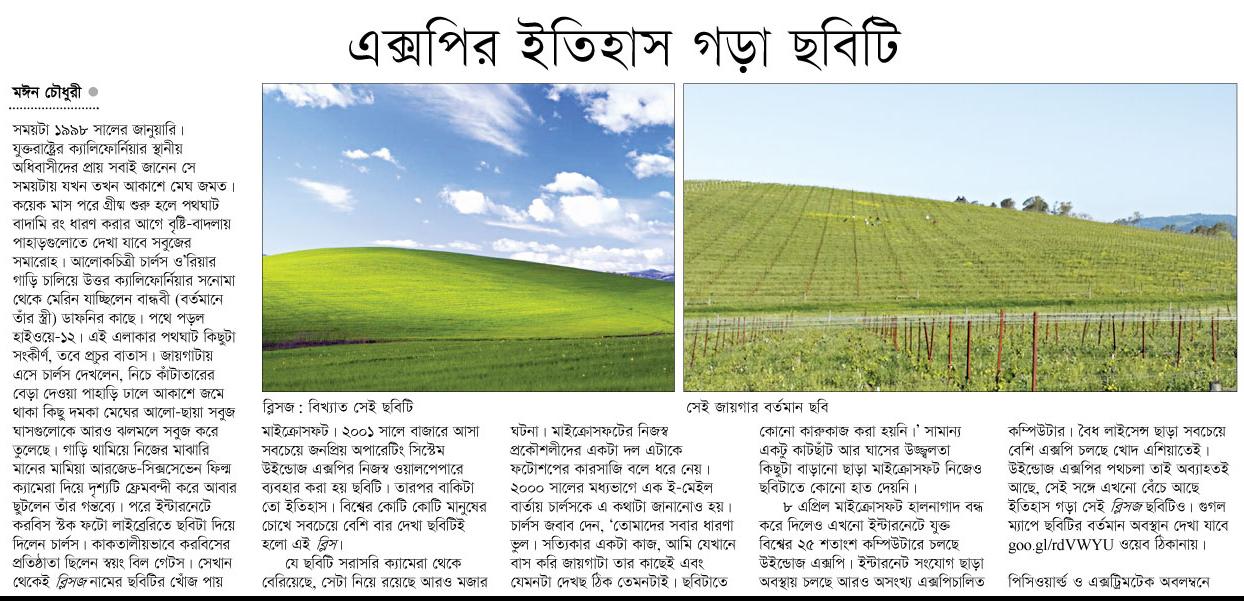 এক্সপির ইতিহাস গড়া ছবিটি
মঈন চৌধুরী
সময়টা ১৯৯৮ সালের জানুয়ারি।
যুক্তরাষ্ট্রের ক্যালিফোর্নিয়ার স্থানীয়
অধিবাসীদের প্রায় সবাই জানেন সে
সময়টায় যখন তখন আকাশে মেঘ জমত।
কয়েক মাস পরে গ্রীষ্ম শুরু হলে পথঘাট
বাদামি রং ধারণ করার আগে বৃষ্টি-বাদলায়
পাহাড়গুলোতে দেখা যাবে সবুজের
সমারোহ। আলোকচিত্রী চার্লস ও'রিয়ার
গাড়ি চালিয়ে উত্তর ক্যালিফোর্নিয়ার সনোমা
থেকে মেরিন যাচ্ছিলেন বান্ধবী (বর্তমানে
তাঁর স্ত্রী) ডাফনির কাছে। পথে পড়ল
হাইওয়ে-১২। এই এলাকার পথঘাট কিছুটা
সংকীর্ণ, তবে প্রচুর বাতাস। জায়গাটায়
এসে চার্লস দেখলেন, নিচে কাঁটাতারের
বেড়া দেওয়া পাহাড়ি ঢালে আকাশে জমে
থাকা কিছু দমকা মেঘের আলো-ছায়া সবুজ
ঘাসগুলোকে আরও ঝলমলে সবুজ করে
তুলেছে। গাড়ি থামিয়ে নিজের মাঝারি
মানের মামিয়া আরজেড-সিক্সসেভেন ফিল্ম
ক্যামেরা দিয়ে দৃশ্যটি ফ্রেমবন্দী করে আবার
ছুটলেন তাঁর গন্তব্যে। পরে ইন্টারনেটে
করবিস স্টক ফটো লাইব্রেরিতে ছবিটা দিয়ে
দিলেন চার্লস। কাকতালীয়ভাবে করবিসের
প্রতিষ্ঠাতা ছিলেন স্বয়ং বিল গেটস। সেখান
থেকেই ব্লিসজ নামের ছবিটির খোঁজ পায়
ব্লিসজ : বিখ্যাত সেই ছবিটি
সেই জায়গার বর্তমান ছবি
মাইক্রোসফট। ২০০১ সালে বাজারে আসা
সবচেয়ে জনপ্রিয় অপারেটিং সিস্টেম
উইন্ডোজ এক্সপির নিজস্ব ওয়ালপেপারে
ব্যবহার করা হয় ছবিটি। তারপর বাকিটা
তো ইতিহাস। বিশ্বের কোটি কোটি মানুষের
চোখে সবচেয়ে বেশি বার দেখা ছবিটিই
হলো এই ব্লিস।
যে ছবিটি সরাসরি ক্যামেরা থেকে
বেরিয়েছে, সেটা নিয়ে রয়েছে আরও মজার
ঘটনা। মাইক্রোসফটের নিজস্ব
প্রকৌশলীদের একটা দল এটাকে
ফটোশপের কারসাজি বলে ধরে নেয়।
২০০০ সালের মধ্যভাগে এক ই-মেইল
বার্তায় চার্লসকে এ কথাটা জানানোও হয়।
চার্লস জবাব দেন, 'তোমাদের সবার ধারণা
ভুল। সত্যিকার একটা কাজ, আমি যেখানে
বাস করি জায়গাটা তার কাছেই এবং
যেমনটা দেখছ ঠিক তেমনটাই। ছবিটাতে
কোনো কারুকাজ করা হয়নি।' সামান্য
একটু কাটছাঁট আর ঘাসের উজ্জ্বলতা
কিছুটা বাড়ানো ছাড়া মাইক্রোসফট নিজেও
ছবিটাতে কোনো হাত দেয়নি।
৮ এপ্রিল মাইক্রোসফট হালনাগাদ বন্ধ
করে দিলেও এখনো ইন্টারনেটে যুক্ত
বিশ্বের ২৫ শতাংশ কম্পিউটারে চলছে
উইন্ডোজ এক্সপি। ইন্টারনেট সংযোগ ছাড়া
অবস্থায় চলছে আরও অসংখ্য এক্সপিচালিত
কম্পিউটার। বৈধ লাইসেন্স ছাড়া সবচেয়ে
বেশি এক্সপি চলছে খোদ এশিয়াতেই।
উইন্ডোজ এক্সপির পথচলা তাই অব্যাহতই
আছে, সেই সঙ্গে এখনো বেঁচে আছে
ইতিহাস গড়া সেই ব্লিসজ ছবিটিও। গুগল
ম্যাপে ছবিটির বর্তমান অবস্থান দেখা যাবে
goo.gl/rdVWYU ওয়েব ঠিকানায়।
পিসিওয়ার্ল্ড ও এক্সট্রিমটেক অবলম্বনে